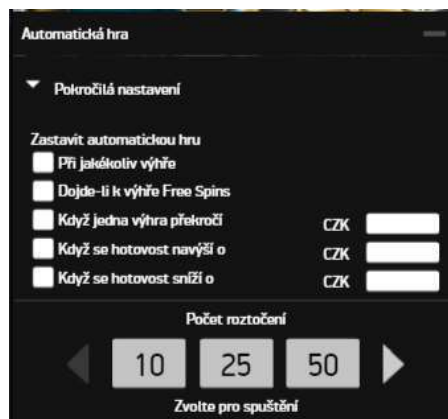 Automatická hra
Pokročilá nastavení
Zastavit automatickou hru
Při jakékoliv výhře
Dojde-li k výhře Free Spins
Když jedna výhra překročí CZK
Když se hotovost navýší o CZK
Když se hotovost sníží o CZK
Počet roztočení
10 25 50
Zvolte pro spuštění